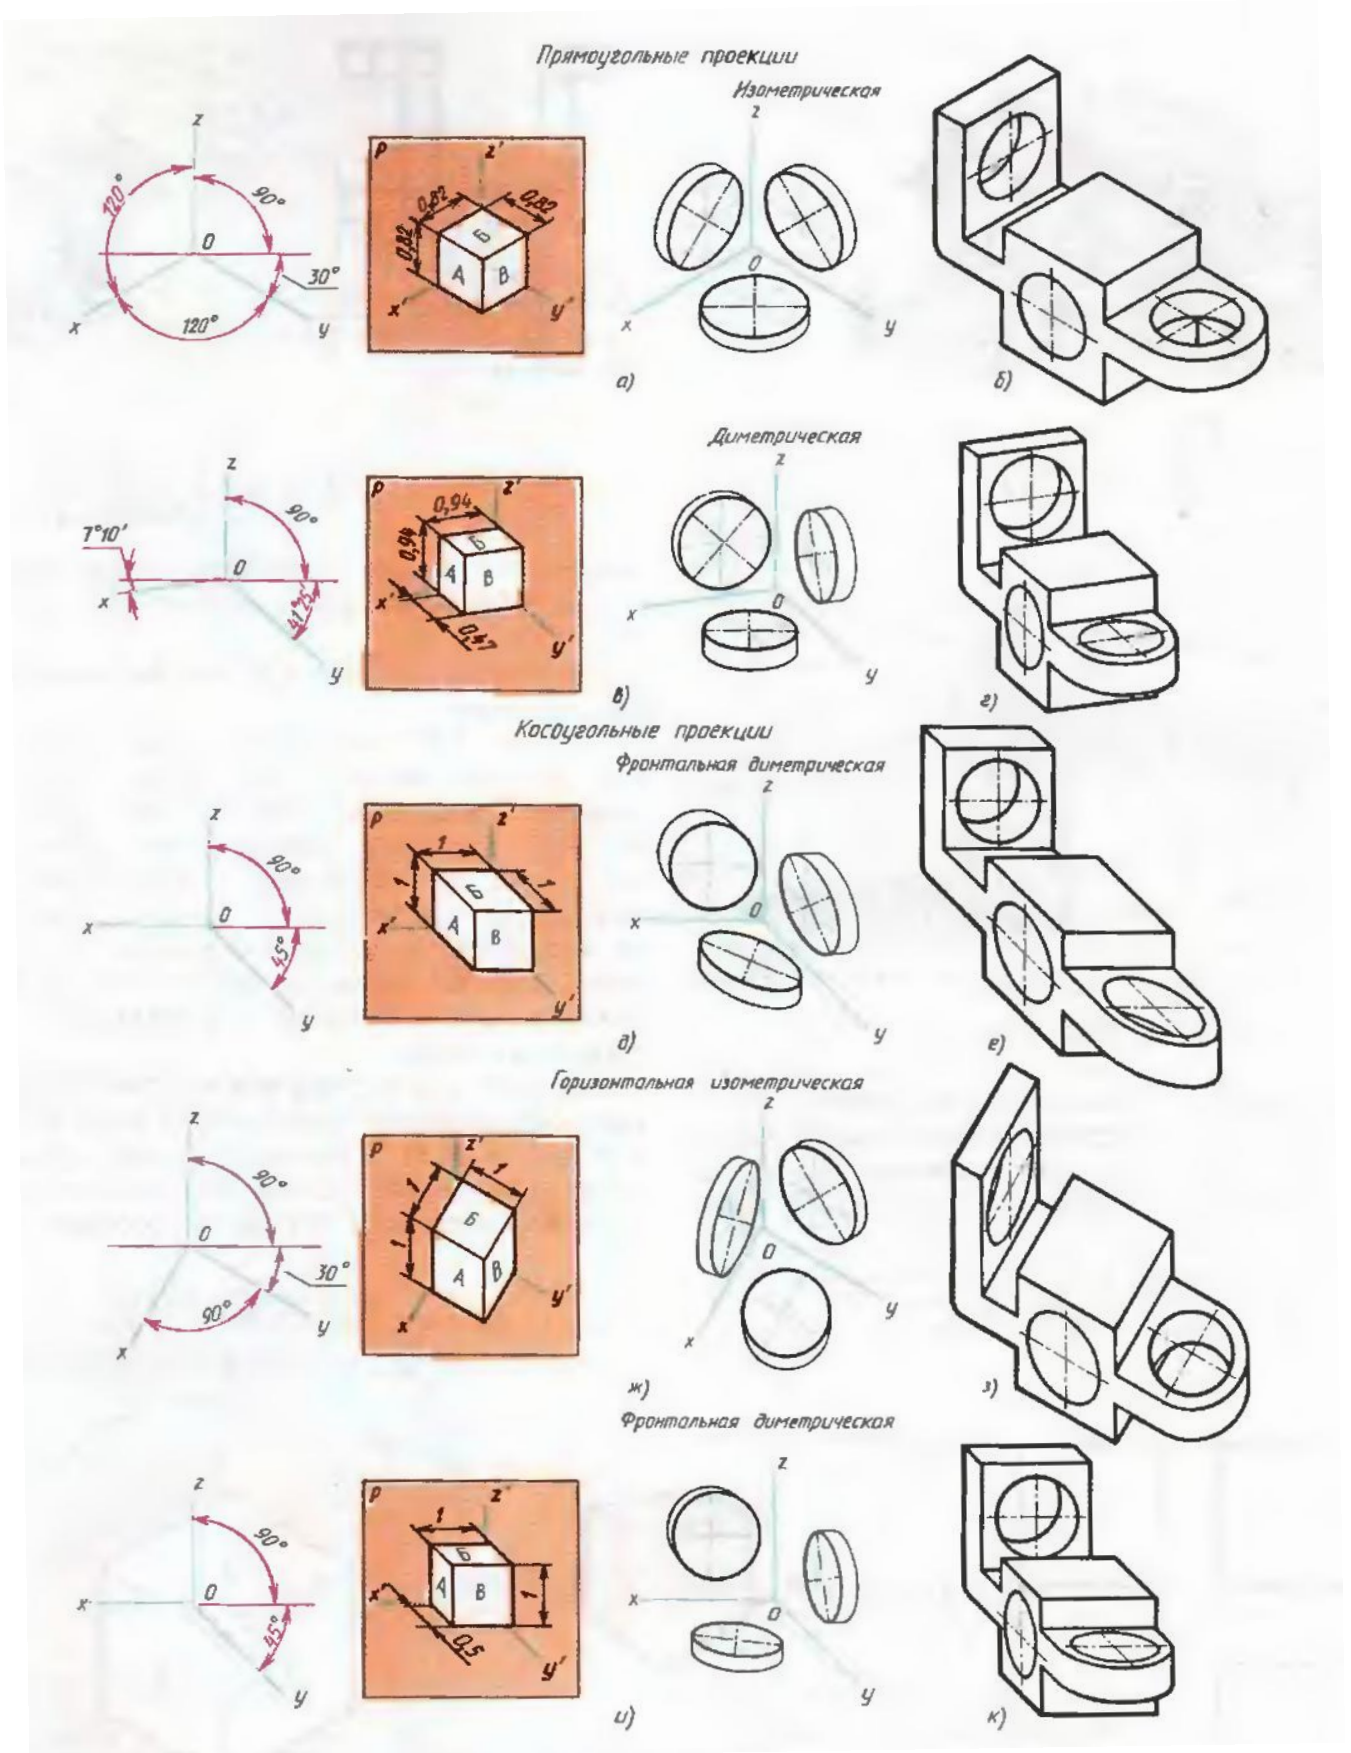 Прямоугольные проекции
Изометрическая
z
120°
90°
0
30°
x
120°
y
P
z'
0,82
0,82
0,82
Б
А
В
x'
y'
z
0
x
y
а)
б)
Диметрическая
z
90°
7°10'
0
x
41°25'
y
P
z'
0,94
0,94
Б
А
В
x'
0,47
y'
z
x
0
y
в)
г)
Косоугольные проекции
Фронтальная диметрическая
z
90°
x
0
45°
y
P
z'
1
1
1
Б
А
В
x'
y'
z
x
0
y
д)
е)
Горизонтальная изометрическая
z
90°
0
30°
90°
x
y
P
z'
1
1
1
Б
А
В
x
y'
z
0
x
y
ж)
з)
Фронтальная диметрическая
z
90°
x
0
45°
y
P
z'
1
Б
А
В
1
x
0,5
y'
z
x
0
y
и)
к)